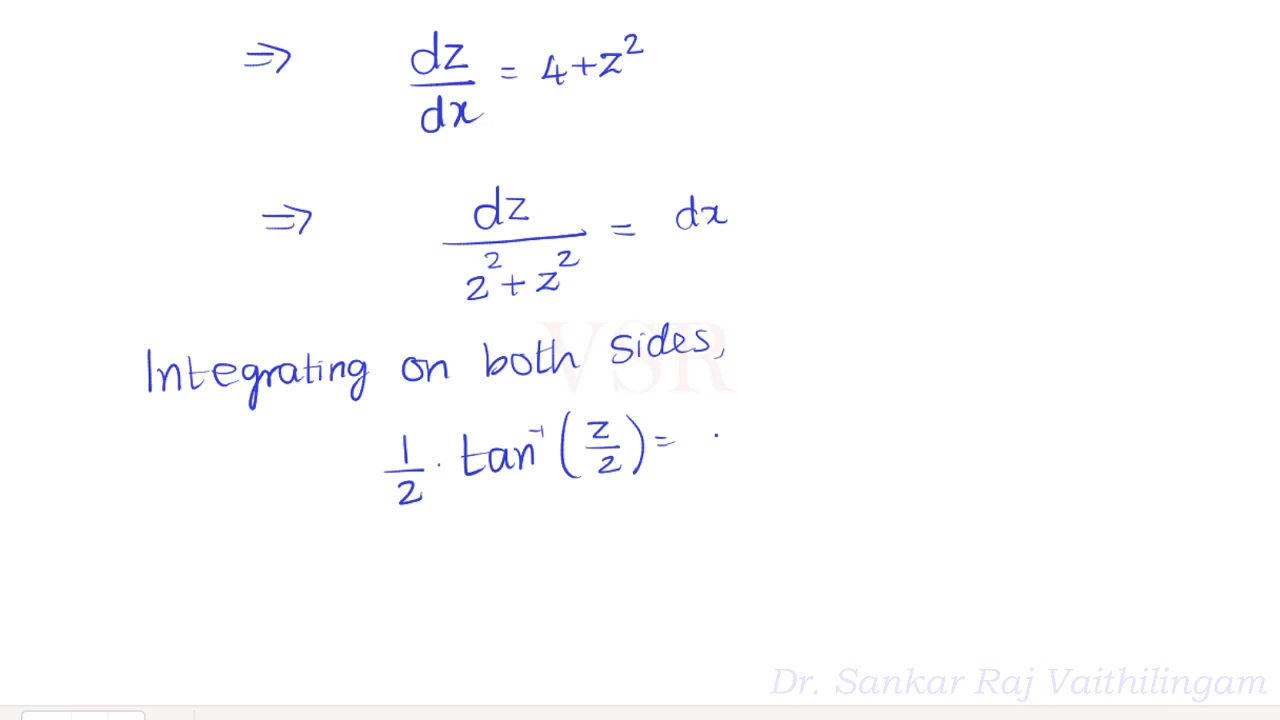 ⇒ dz/dx = 4+z²
⇒ dz/(2²+z²) = dx
VSR
Integrating on both sides,
1/2 . tan⁻¹ (z/2) =
Dr. Sankar Raj Vaithilingam